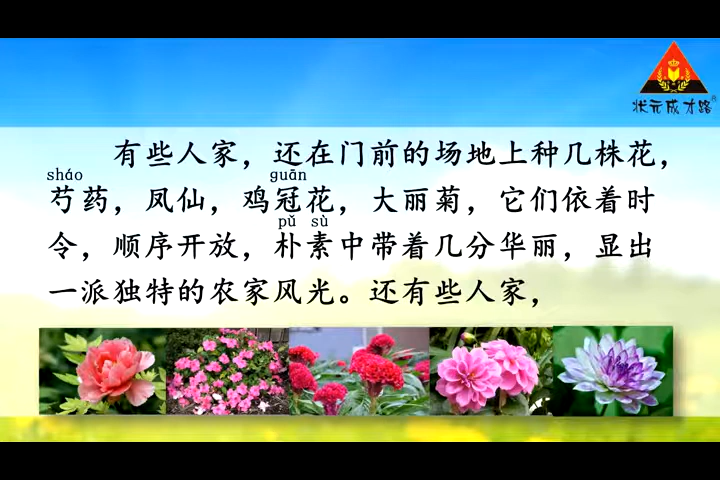 状元成才路
有些人家，还在门前的场地上种几株花，
sháo guān
芍药，凤仙，鸡冠花，大丽菊，它们依着时
pǔ sù
令，顺序开放，朴素中带着几分华丽，显出
一派独特的农家风光。还有些人家，